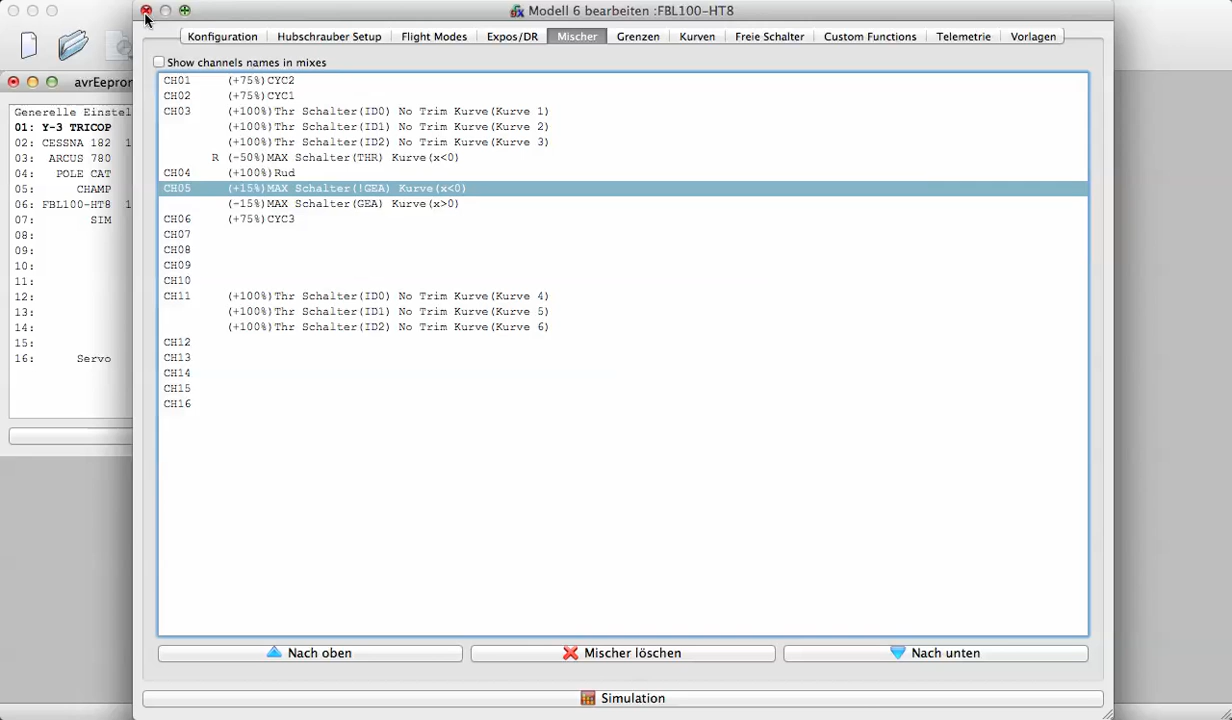 Modell 6 bearbeiten :FBL100-HT8
Konfiguration Hubschrauber Setup Flight Modes Expos/DR Mischer Grenzen Kurven Freie Schalter Custom Functions Telemetrie Vorlagen
Show channels names in mixes
avrEeprom
Generelle Einstel
01: Y-3 TRICOP
02: CESSNA 182 1
03: ARCUS 780
04: POLE CAT
05: CHAMP
06: FBL100-HT8 1
07: SIM
08:
09:
10:
11:
12:
13:
14:
15:
16: Servo
CH01 (+75%)CYC2
CH02 (+75%)CYC1
CH03 (+100%)Thr Schalter(ID0) No Trim Kurve(Kurve 1)
(+100%)Thr Schalter(ID1) No Trim Kurve(Kurve 2)
(+100%)Thr Schalter(ID2) No Trim Kurve(Kurve 3)
R (-50%)MAX Schalter(THR) Kurve(x<0)
CH04 (+100%)Rud
CH05 (+15%)MAX Schalter(!GEA) Kurve(x<0)
(-15%)MAX Schalter(GEA) Kurve(x>0)
CH06 (+75%)CYC3
CH07
CH08
CH09
CH10
CH11 (+100%)Thr Schalter(ID0) No Trim Kurve(Kurve 4)
(+100%)Thr Schalter(ID1) No Trim Kurve(Kurve 5)
(+100%)Thr Schalter(ID2) No Trim Kurve(Kurve 6)
CH12
CH13
CH14
CH15
CH16
Nach oben Mischer löschen Nach unten
Simulation